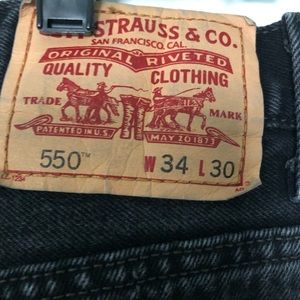 STRAUSS & CO.
SAN FRANCISCO, CAL.
ORIGINAL RIVETED
QUALITY CLOTHING
TRADE MARK
PATENTED IN U.S. MAY 20 1873
550™ W 34 L 30